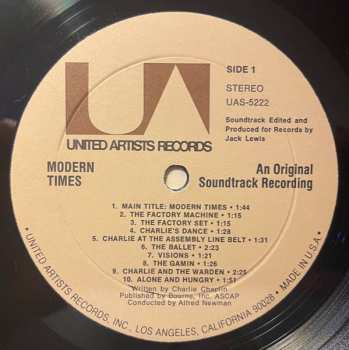 UA
SIDE 1
STEREO
UAS-5222
Soundtrack Edited and
Produced for Records by
Jack Lewis
UNITED ARTISTS RECORDS
MODERN
TIMES
An Original
Soundtrack Recording
1. MAIN TITLE: MODERN TIMES • 1:44
2. THE FACTORY MACHINE • 1:15
3. THE FACTORY SET • 1:15
4. CHARLIE'S DANCE • 1:28
5. CHARLIE AT THE ASSEMBLY LINE BELT • 1:31
6. THE BALLET • 2:23
7. VISIONS • 1:21
8. THE GAMIN • 1:26
9. CHARLIE AND THE WARDEN • 2:25
10. ALONE AND HUNGRY • 1:51
Written by Charlie Chaplin
Published by Bourne, Inc. ASCAP
Conducted by Alfred Newman
• UNITED ARTISTS RECORDS, INC., LOS ANGELES, CALIFORNIA 90028 • MADE IN U.S.A. •